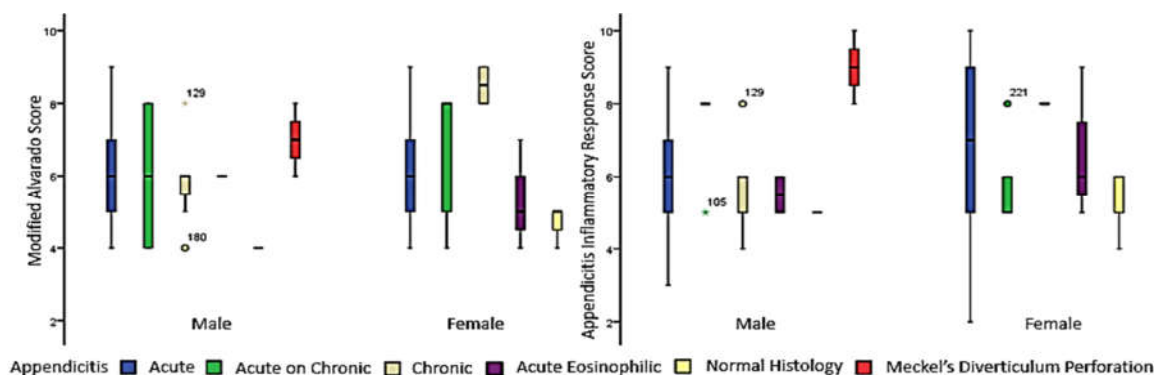 Modified Alvarado Score
10
8
6
4
2
129
180
Male
Female
Appendicitis Inflammatory Response Score
10
8
6
4
2
105
129
221
Male
Female
Appendicitis Acute Acute on Chronic Chronic Acute Eosinophilic Normal Histology Meckel's Diverticulum Perforation